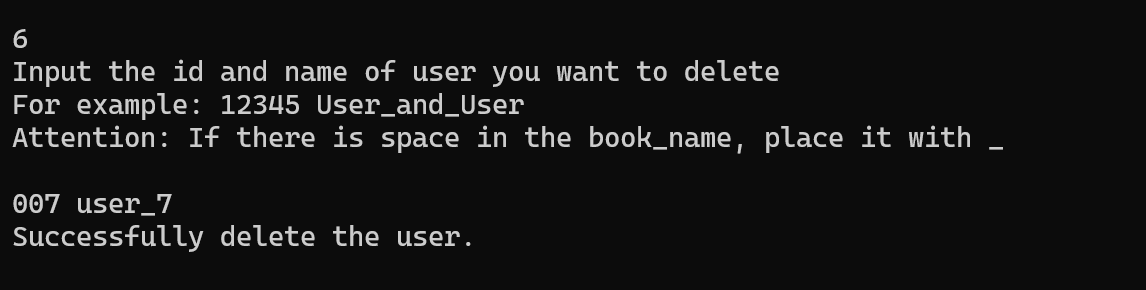 6
Input the id and name of user you want to delete
For example: 12345 User_and_User
Attention: If there is space in the book_name, place it with _
007 user_7
Successfully delete the user.